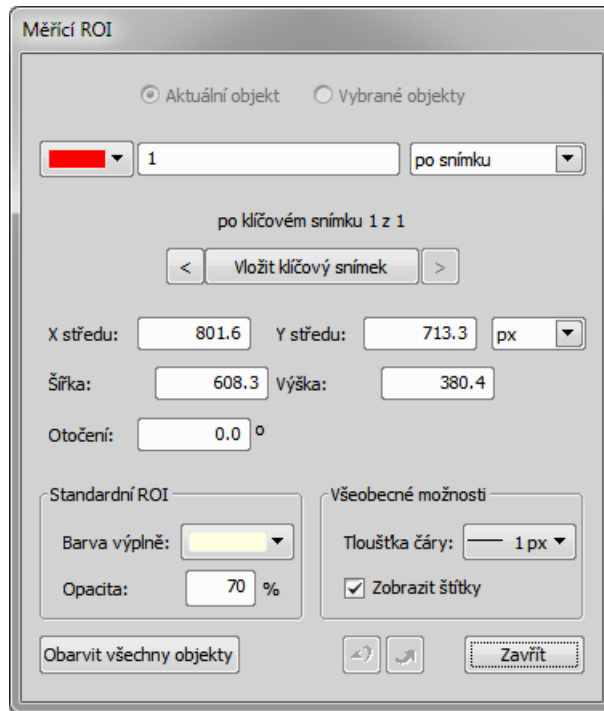 Měřící ROI
Aktuální objekt Vybrané objekty
1 po snímku
po klíčovém snímku 1 z 1
< Vložit klíčový snímek >
X středu: 801.6 Y středu: 713.3 px
Šířka: 608.3 Výška: 380.4
Otočení: 0.0 º
Standardní ROI Všeobecné možnosti
Barva výplně: Tloušťka čáry: 1 px
Opacita: 70 % Zobrazit štítky
Obarvit všechny objekty Zavřít